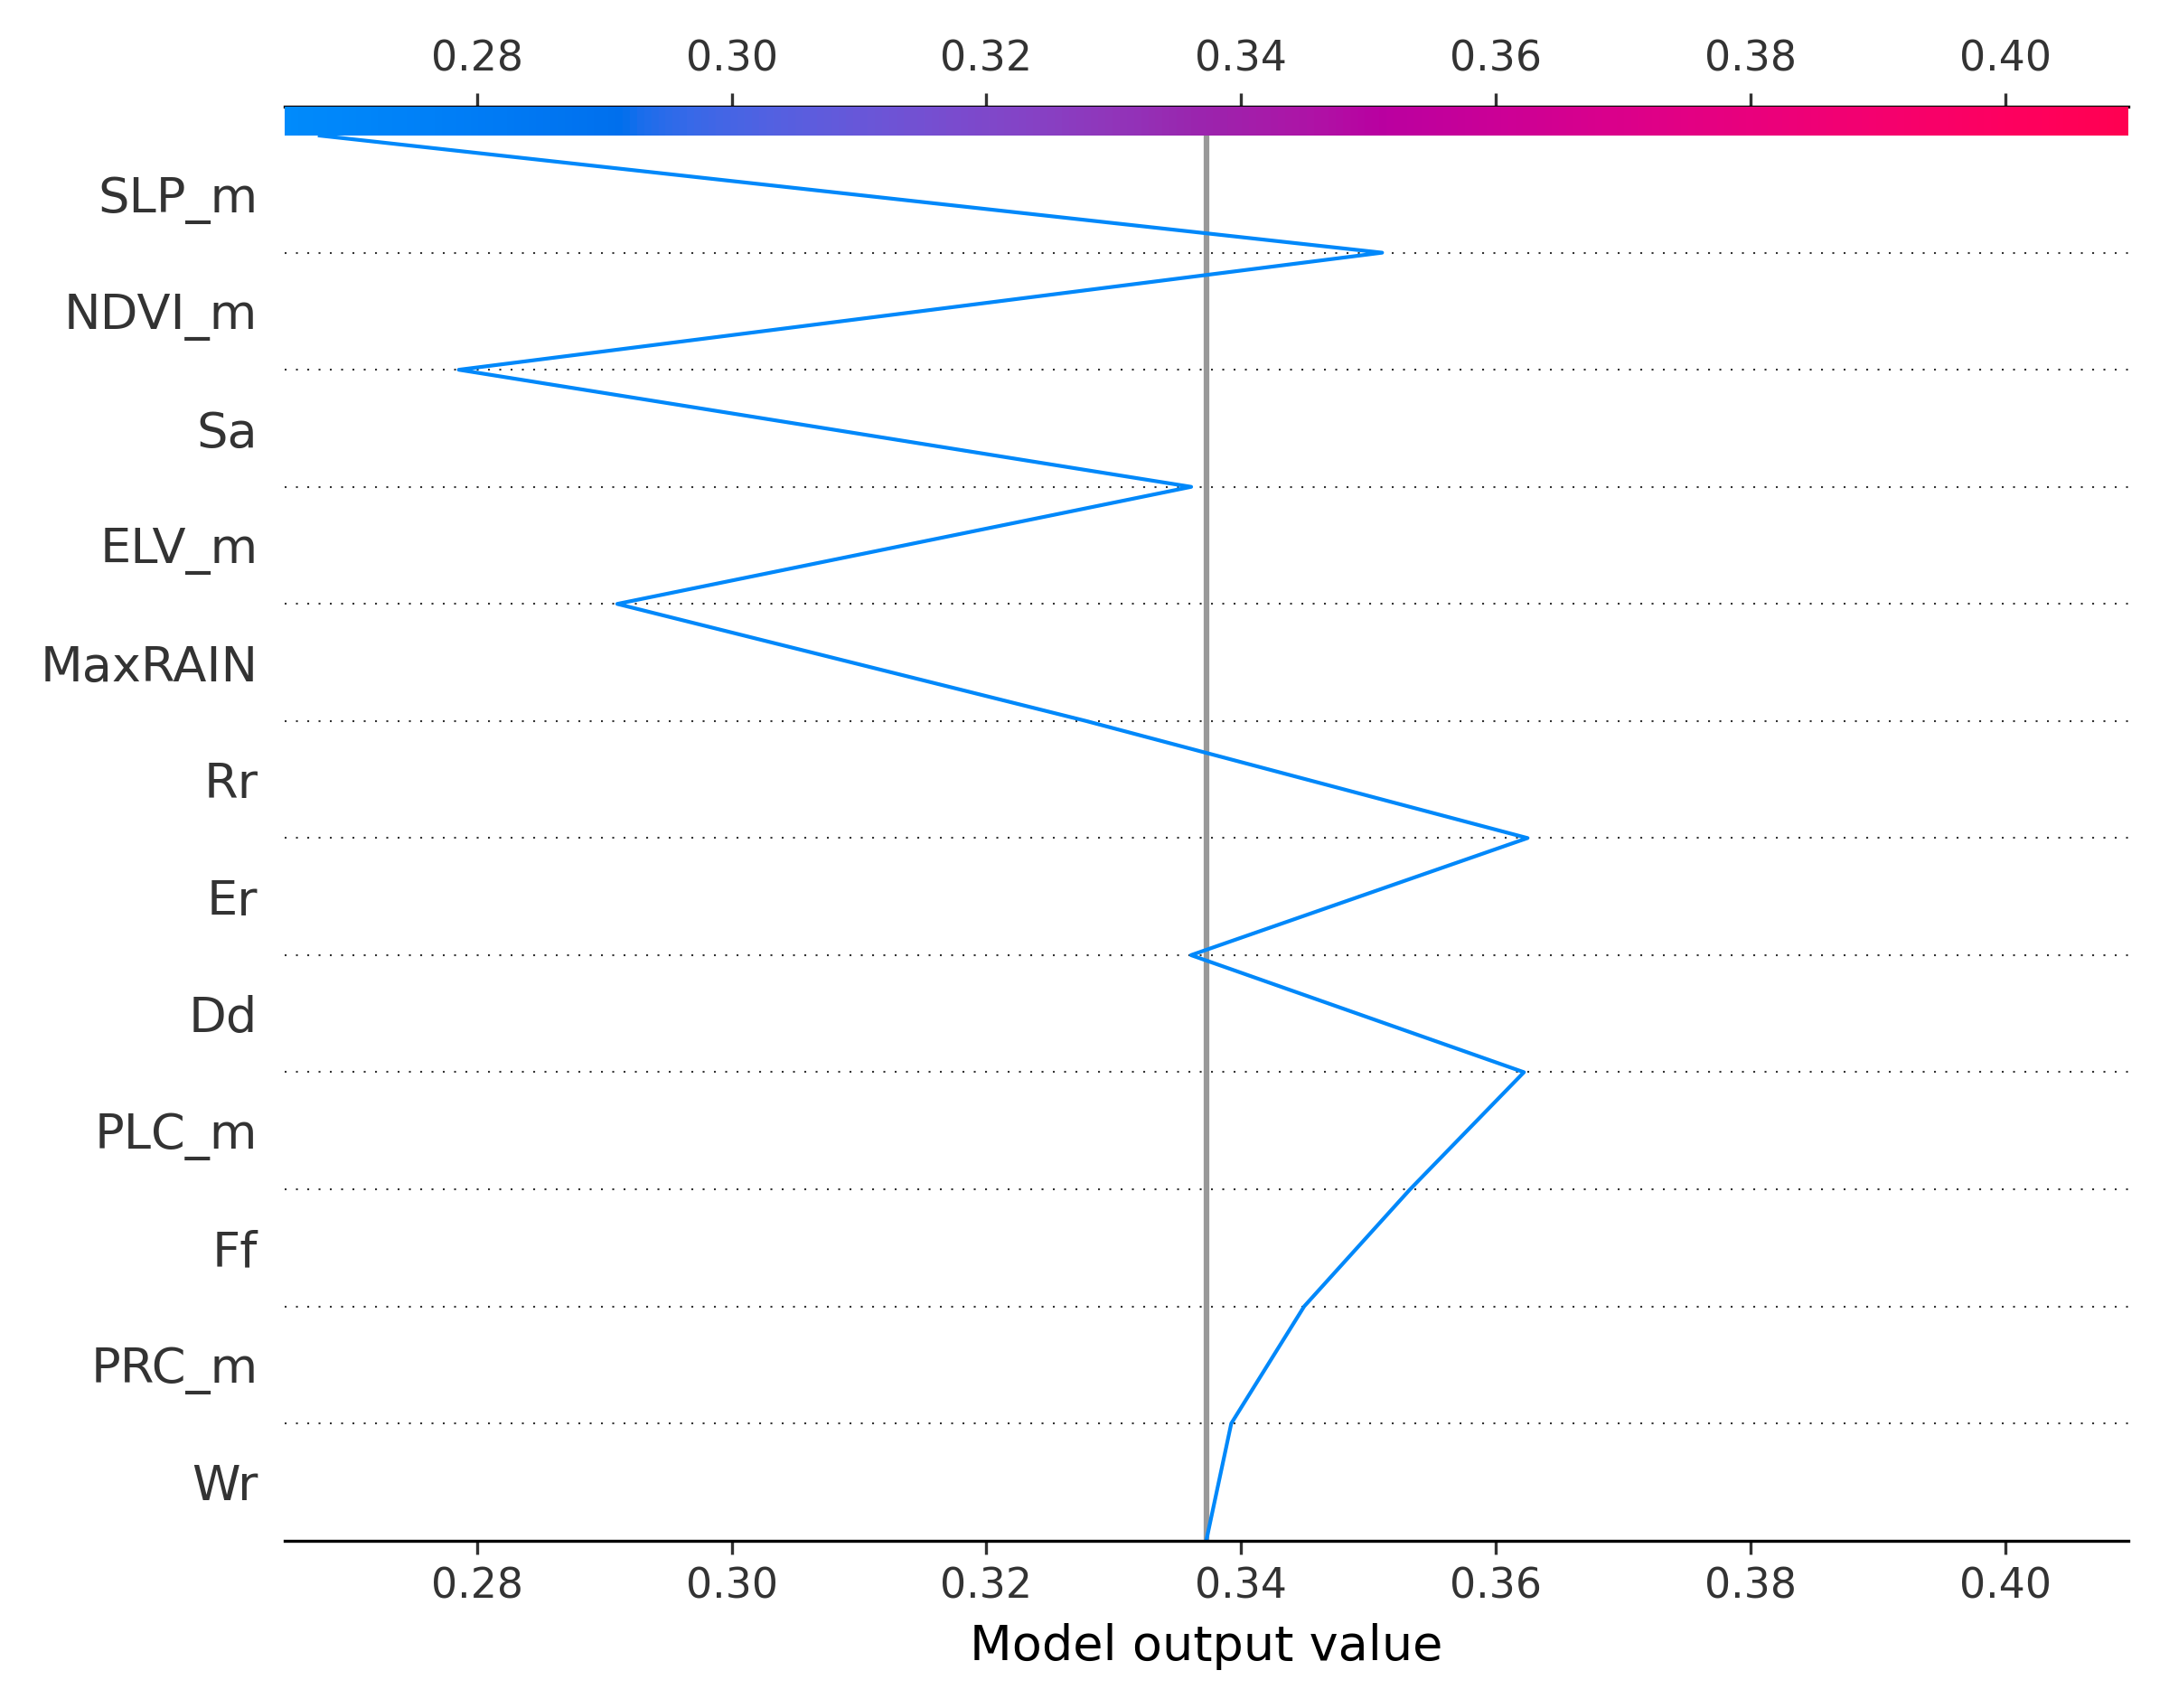 0.28 0.30 0.32 0.34 0.36 0.38 0.40
SLP_m
NDVI_m
Sa
ELV_m
MaxRAIN
Rr
Er
Dd
PLC_m
Ff
PRC_m
Wr
0.28 0.30 0.32 0.34 0.36 0.38 0.40
Model output value